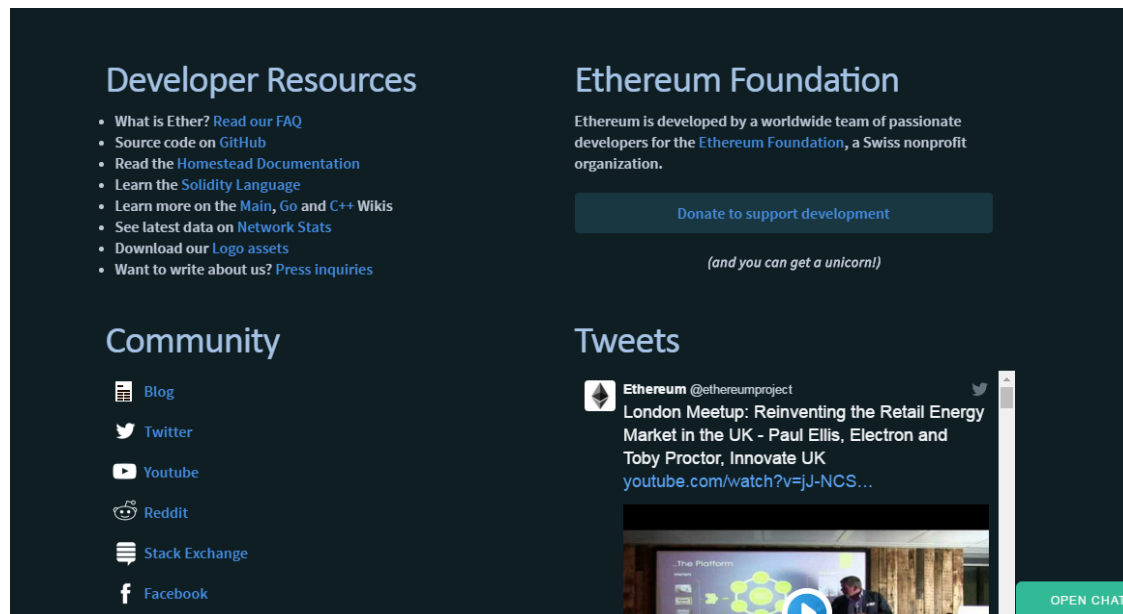 Developer Resources
What is Ether? Read our FAQ
Source code on GitHub
Read the Homestead Documentation
Learn the Solidity Language
Learn more on the Main, Go and C++ Wikis
See latest data on Network Stats
Download our Logo assets
Want to write about us? Press inquiries
Ethereum Foundation
Ethereum is developed by a worldwide team of passionate
developers for the Ethereum Foundation, a Swiss nonprofit
organization.
Donate to support development
(and you can get a unicorn!)
Community
Blog
Twitter
Youtube
Reddit
Stack Exchange
Facebook
Tweets
Ethereum @ethereumproject
London Meetup: Reinventing the Retail Energy
Market in the UK - Paul Ellis, Electron and
Toby Proctor, Innovate UK
youtube.com/watch?v=jJ-NCS…
...The Platform
OPEN CHAT